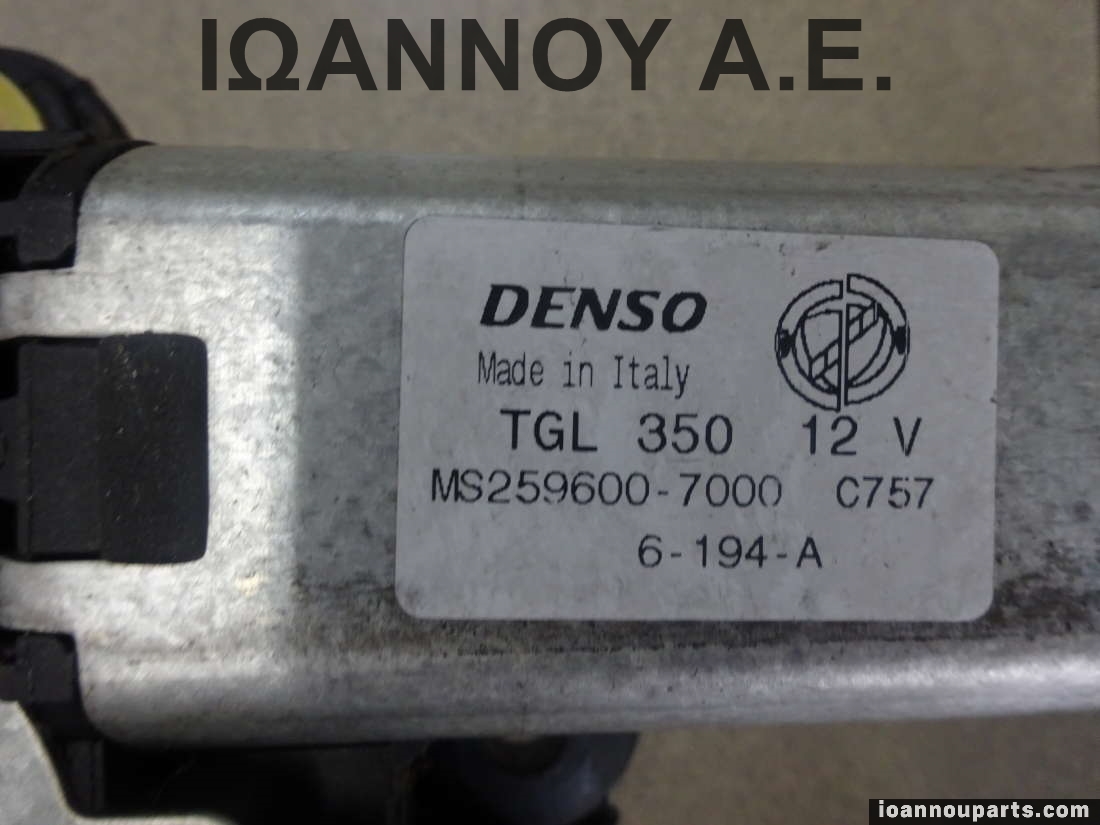 ΙΩΑΝΝΟΥ Α.Ε.
DENSO
Made in Italy
TGL 350 12 V
MS259600-7000 C757
6-194-A
ioannouparts.com